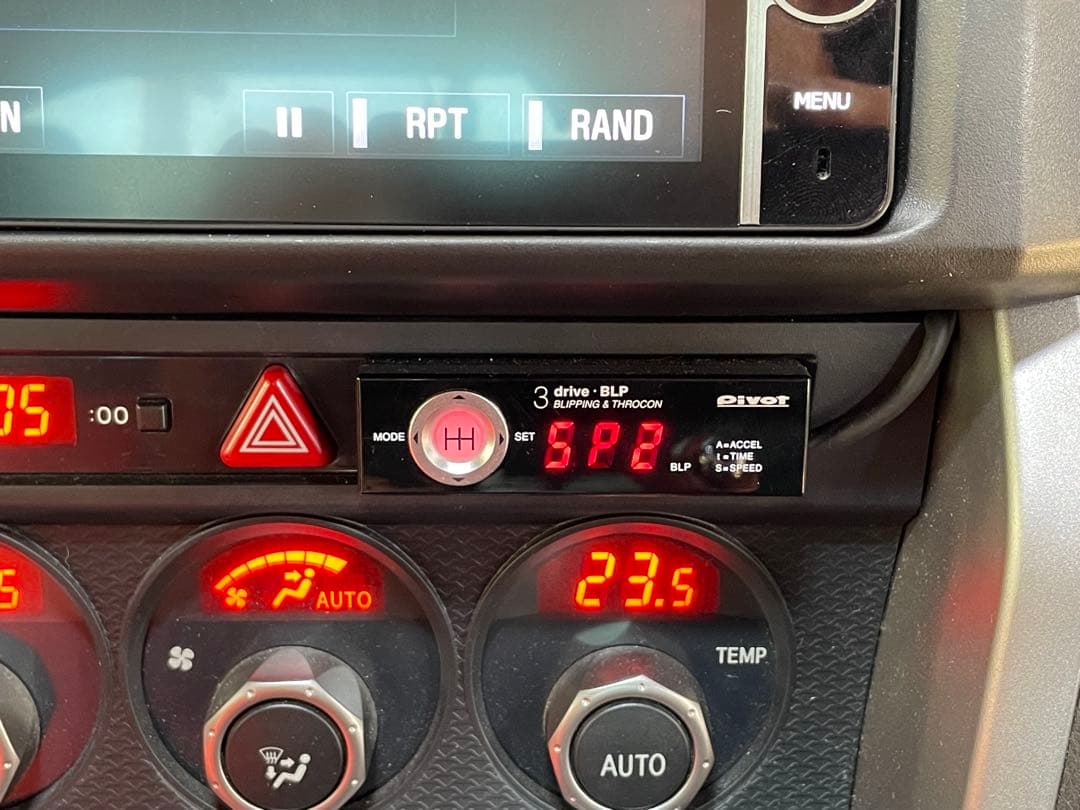 RPT
RAND
MENU
05
:00
3 drive・BLP
BLIPPING & THROCON
Pivot
MODE
SET
SP2
BLP
A=ACCEL
t=TIME
S=SPEED
AUTO
23.5
TEMP
AUTO